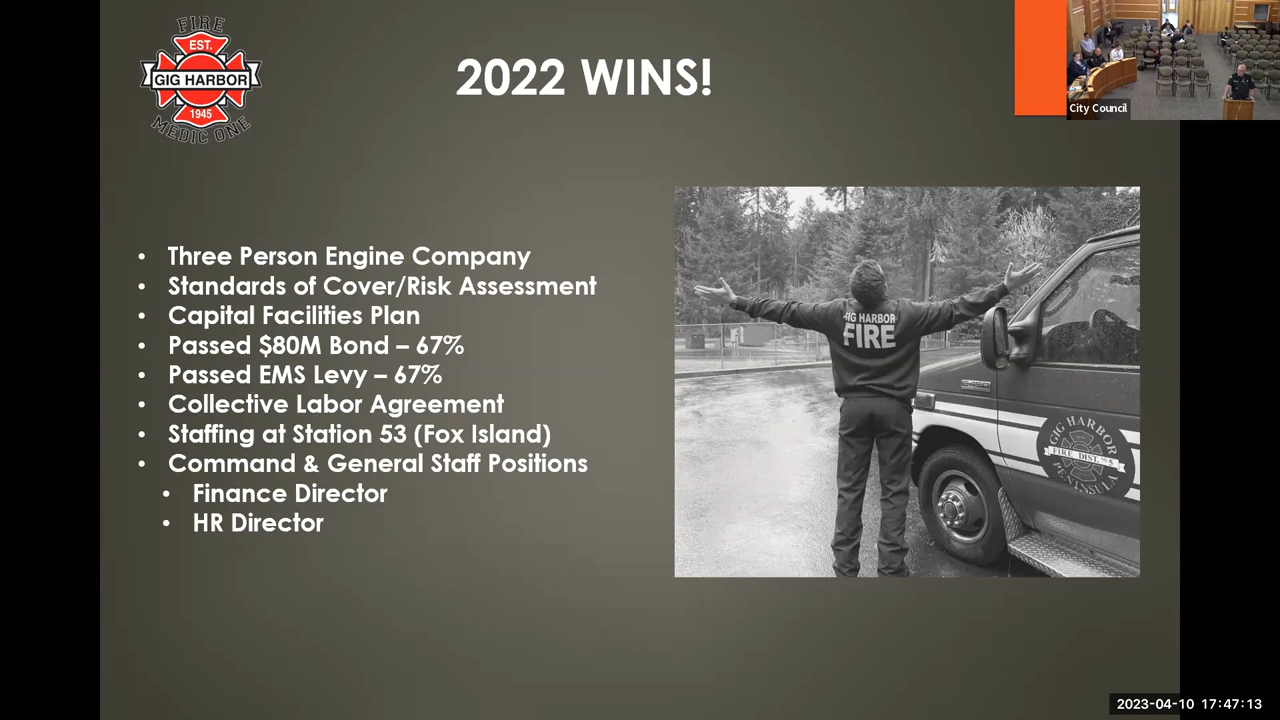 FIRE
EST.
GIG HARBOR
1945
MEDIC ONE
2022 WINS!
City Council
• Three Person Engine Company
• Standards of Cover/Risk Assessment
• Capital Facilities Plan
• Passed $80M Bond – 67%
• Passed EMS Levy – 67%
• Collective Labor Agreement
• Staffing at Station 53 (Fox Island)
• Command & General Staff Positions
• Finance Director
• HR Director
GIG HARBOR
FIRE
GIG HARBOR
FIRE DIST.
PENINSULA
2023-04-10 17:47:13